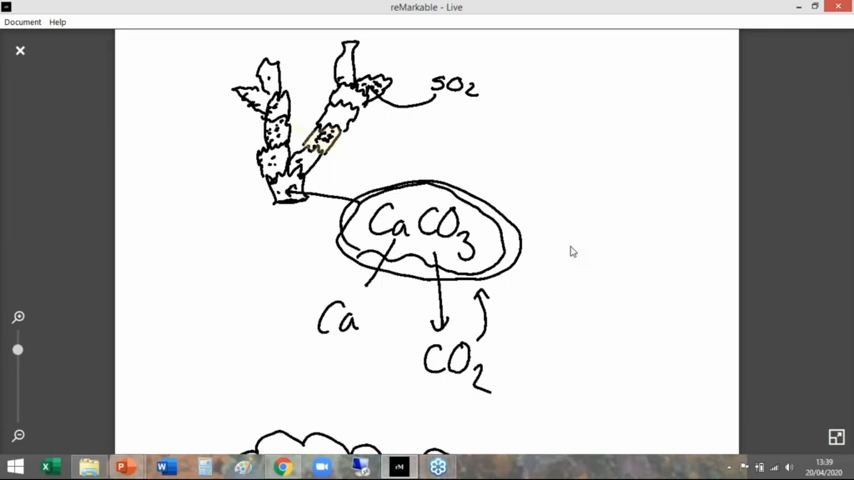 reMarkable - Live
Document Help
SO2
CaCO3
Ca
CO2
13:39
20/04/2020